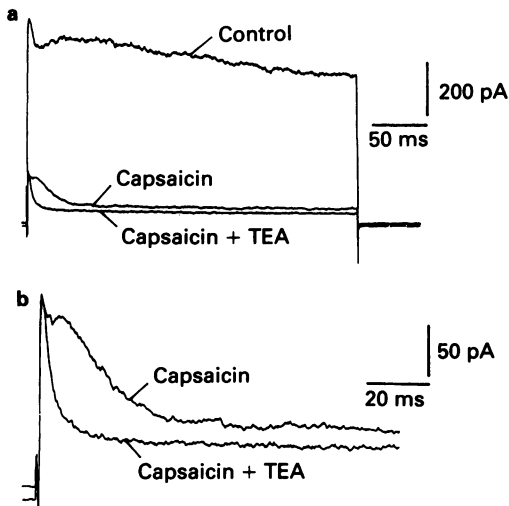 a
Control
200 pA
50 ms
Capsaicin
Capsaicin + TEA
b
50 pA
Capsaicin
20 ms
Capsaicin + TEA